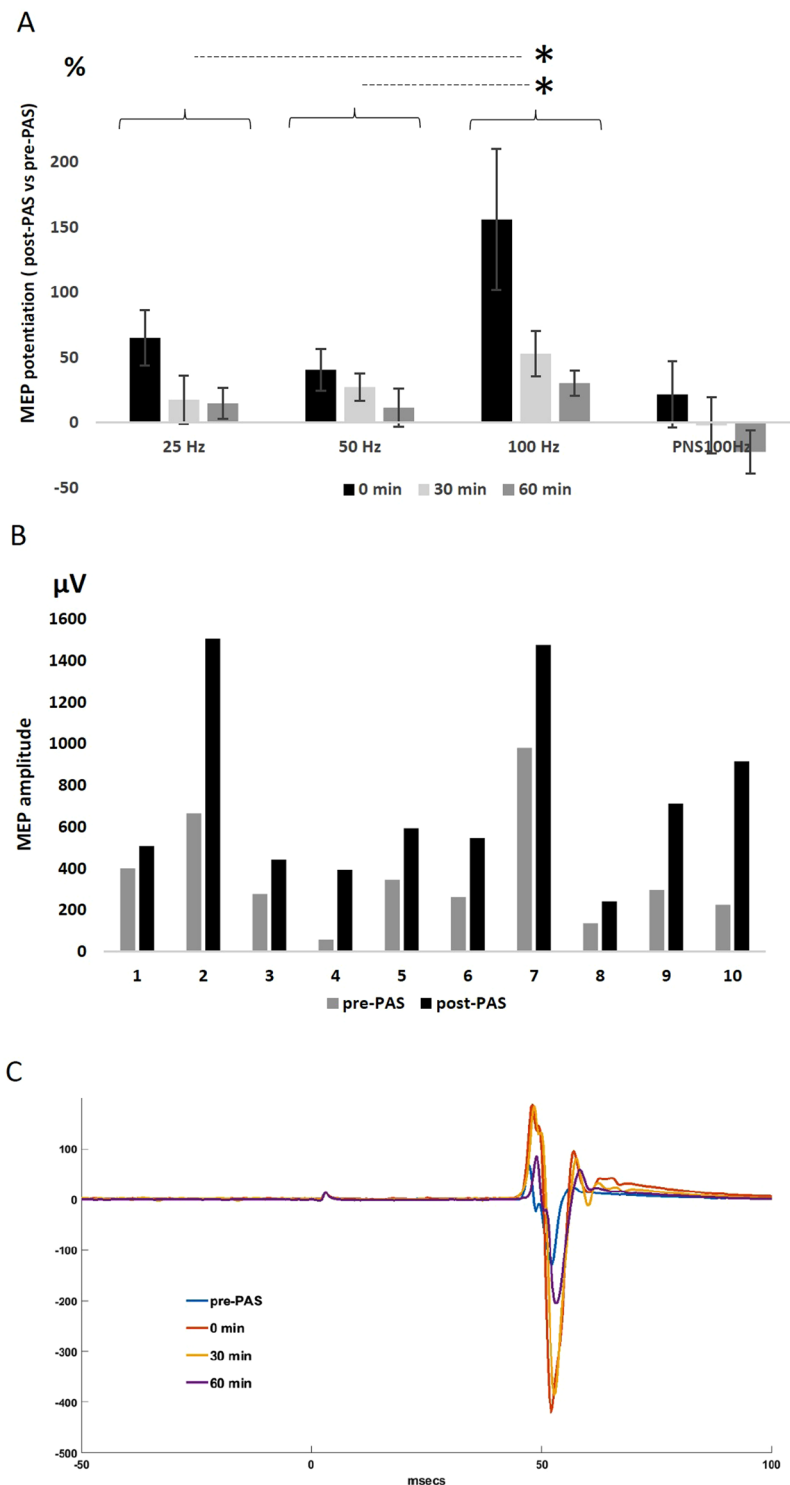 A
%
*
*
MEP potentiation ( post-PAS vs pre-PAS)
200
150
100
50
0
-50
25 Hz
50 Hz
100 Hz
PNS100Hz
0 min
30 min
60 min
B
µV
MEP amplitude
1600
1400
1200
1000
800
600
400
200
0
1 2 3 4 5 6 7 8 9 10
pre-PAS
post-PAS
C
100
0
-100
-200
-300
-400
-500
pre-PAS
0 min
30 min
60 min
-50 0 50 100
msecs